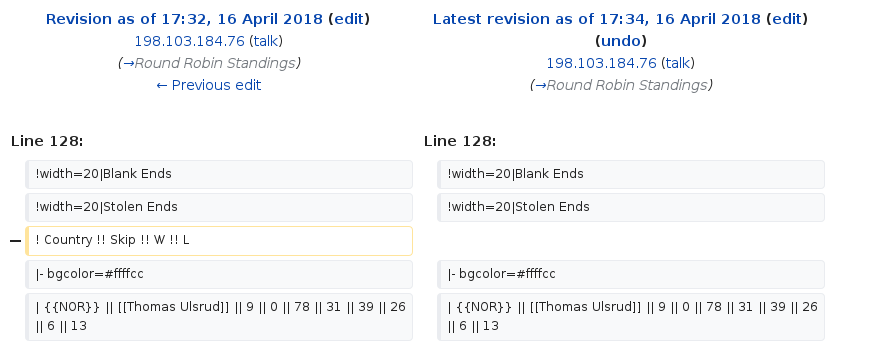 Revision as of 17:32, 16 April 2018 (edit)
198.103.184.76 (talk)
(→Round Robin Standings)
← Previous edit
Latest revision as of 17:34, 16 April 2018 (edit)
(undo)
198.103.184.76 (talk)
(→Round Robin Standings)
Line 128:
Line 128:
!width=20|Blank Ends
!width=20|Blank Ends
!width=20|Stolen Ends
!width=20|Stolen Ends
− ! Country !! Skip !! W !! L
|- bgcolor=#ffffcc
|- bgcolor=#ffffcc
| {{NOR}} || [[Thomas Ulsrud]] || 9 || 0 || 78 || 31 || 39 || 26
|| 6 || 13
| {{NOR}} || [[Thomas Ulsrud]] || 9 || 0 || 78 || 31 || 39 || 26
|| 6 || 13